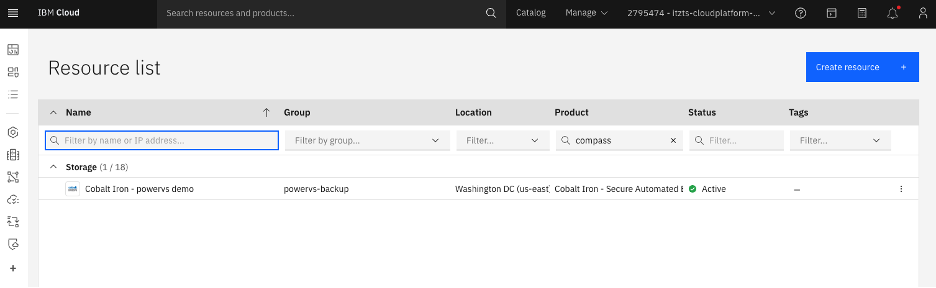 IBM Cloud Search resources and products... Catalog Manage 2795474 - itzts-cloudplatform-...
Resource list
Create resource +
Name Group Location Product Status Tags
Filter by name or IP address... Filter by group... Filter... compass Filter... Filter...
Storage (1 / 18)
Cobalt Iron - powervs demo powervs-backup Washington DC (us-east) Cobalt Iron - Secure Automated Active —